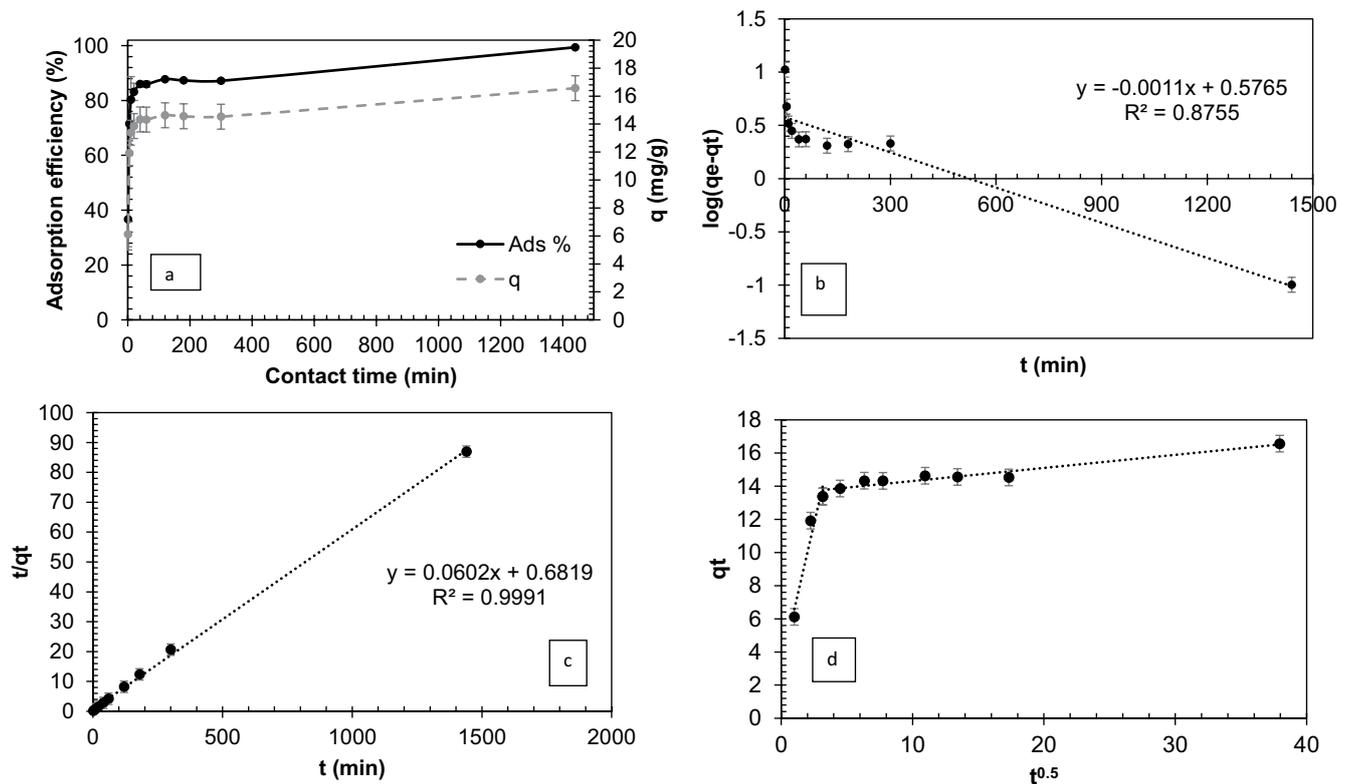 100
80
60
40
20
0
Adsorption efficiency (%)
20
18
16
14
12
10
8
6
4
2
0
q (mg/g)
Ads %
q
a
0 200 400 600 800 1000 1200 1400
Contact time (min)
1.5
1
0.5
0
-0.5
-1
-1.5
log(qe-qt)
y = -0.0011x + 0.5765
R² = 0.8755
0 300 600 900 1200 1500
b
t (min)
100
90
80
70
60
50
40
30
20
10
0
t/qt
y = 0.0602x + 0.6819
R² = 0.9991
c
0 500 1000 1500 2000
t (min)
18
16
14
12
10
8
6
4
2
0
qt
d
0 10 20 30 40
t^0.5